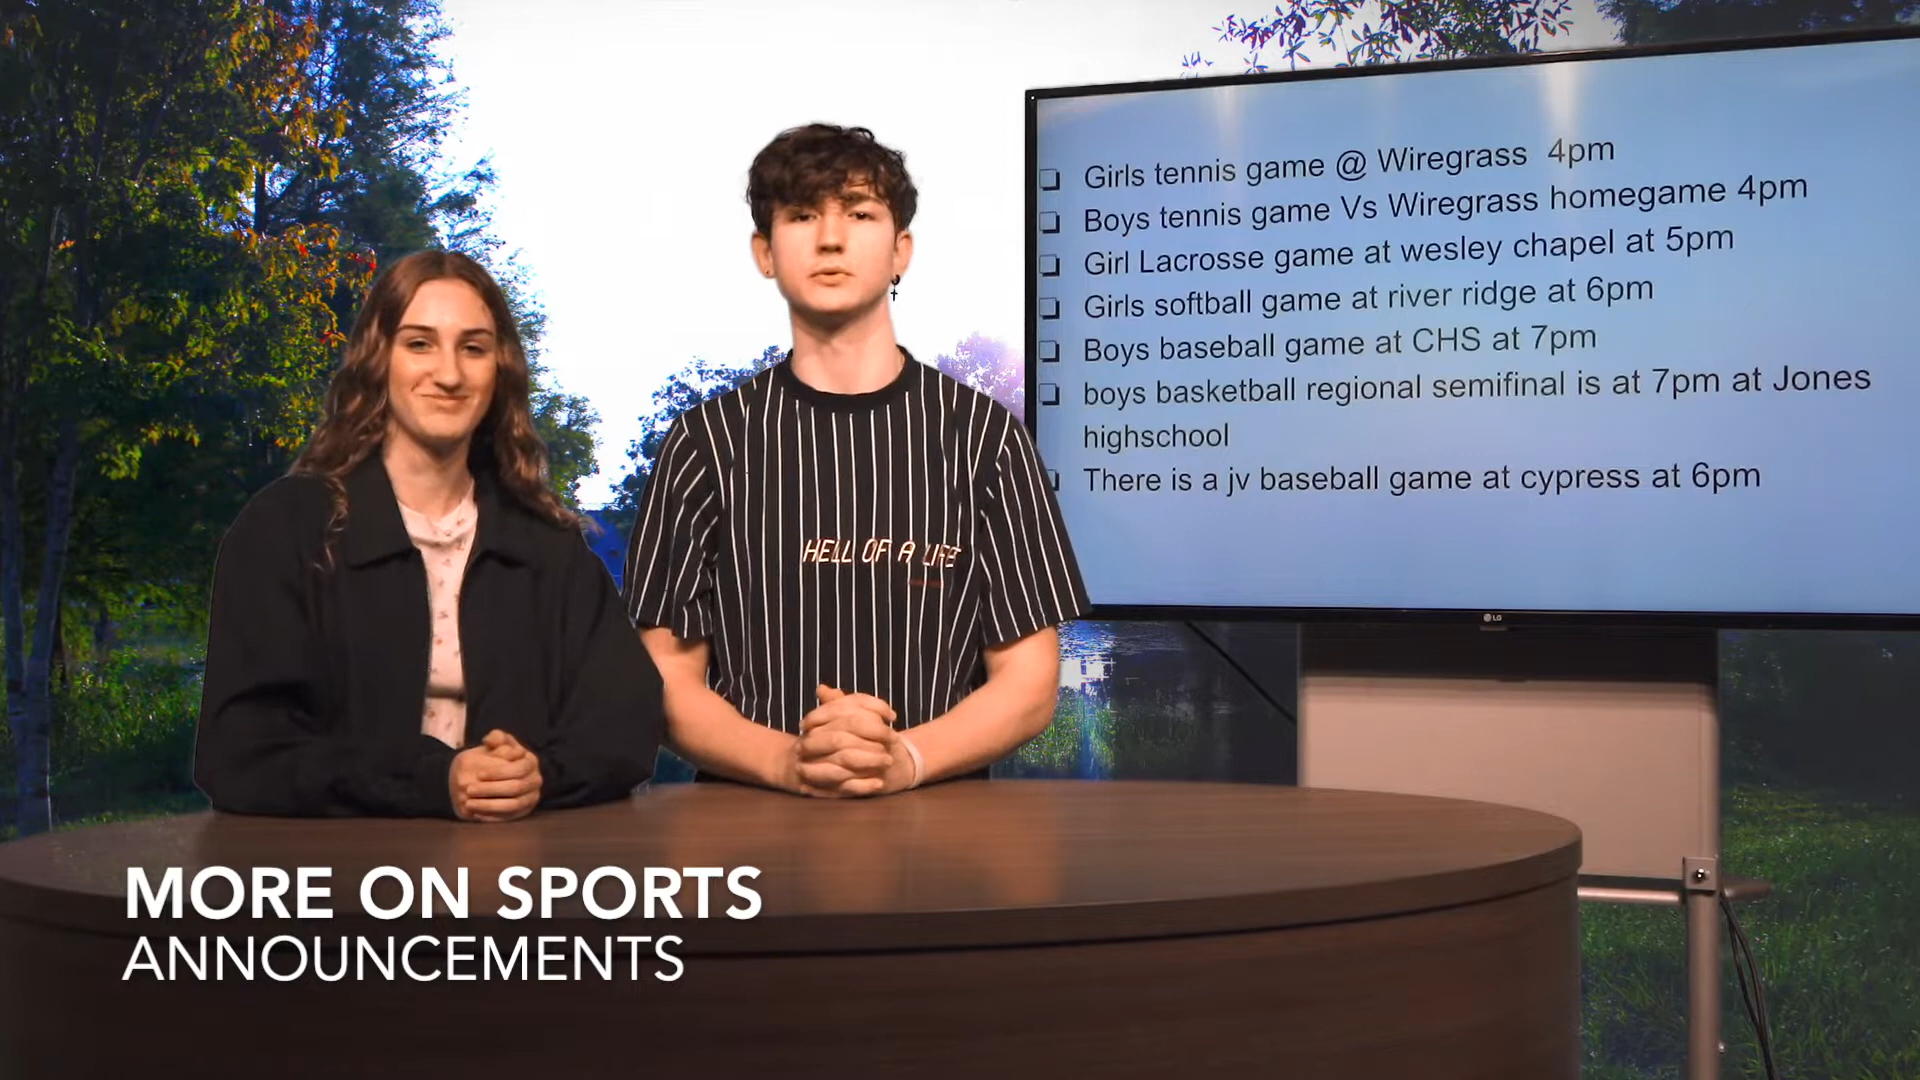 Girls tennis game @ Wiregrass 4pm
Boys tennis game Vs Wiregrass homegame 4pm
Girl Lacrosse game at wesley chapel at 5pm
Girls softball game at river ridge at 6pm
Boys baseball game at CHS at 7pm
boys basketball regional semifinal is at 7pm at Jones
highschool
There is a jv baseball game at cypress at 6pm
LG
HELL OF A LIFE
MORE ON SPORTS
ANNOUNCEMENTS